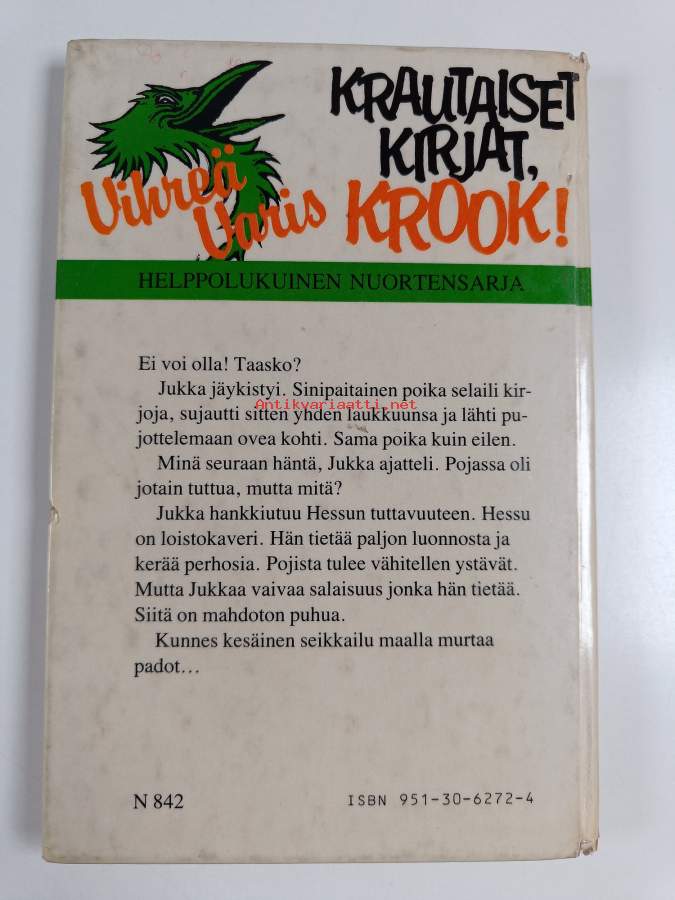 KRAUTAISET
KIRJAT,
KROOK!
Vihreä
Varis
HELPPOLUKUINEN NUORTENSARJA
Ei voi olla! Taasko?
Jukka jäykistyi. Sinipaitainen poika selaili kir-
joja, sujautti sitten yhden laukkuunsa ja lähti pu-
Antikvariaatti.net
jottelemaan ovea kohti. Sama poika kuin eilen.
Minä seuraan häntä, Jukka ajatteli. Pojassa oli
jotain tuttua, mutta mitä?
Jukka hankkiutuu Hessun tuttavuuteen. Hessu
on loistokaveri. Hän tietää paljon luonnosta ja
kerää perhosia. Pojista tulee vähitellen ystävät.
Mutta Jukkaa vaivaa salaisuus jonka hän tietää.
Siitä on mahdoton puhua.
Kunnes kesäinen seikkailu maalla murtaa
padot...
N 842
ISBN 951-30-6272-4